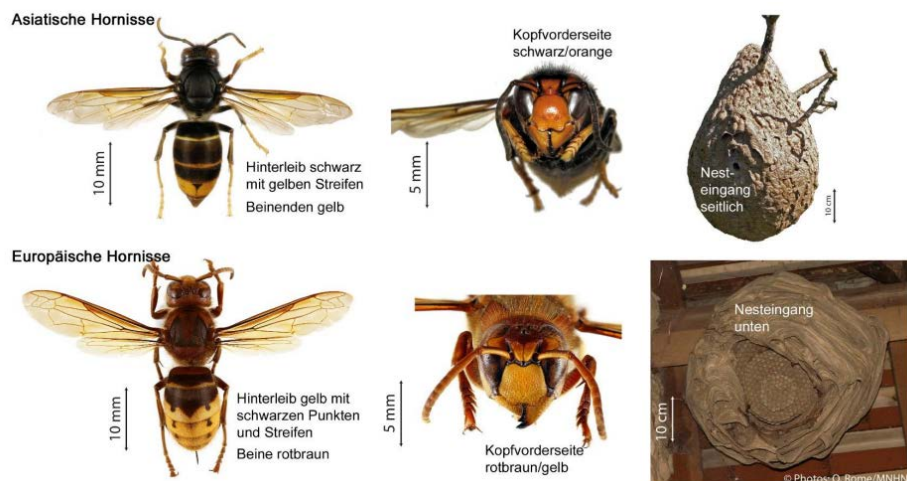 Asiatische Hornisse
Kopfvorderseite
schwarz/orange
10 mm
Hinterleib schwarz
mit gelben Streifen
Beinenden gelb
5 mm
Nest-
eingang
seitlich
10 cm
Europäische Hornisse
10 mm
Hinterleib gelb mit
schwarzen Punkten
und Streifen
Beine rotbraun
5 mm
Kopfvorderseite
rotbraun/gelb
Nesteingang
unten
10 cm
© Photos: Q. Rome/MNHN